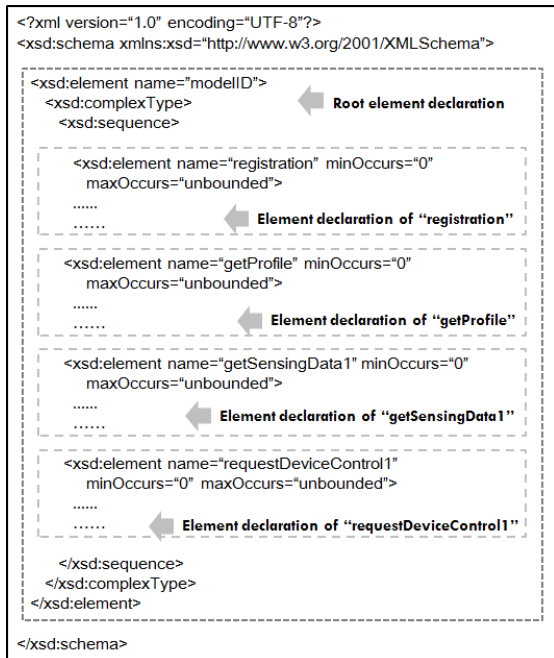 <?xml version=“1.0” encoding=“UTF-8”?>
<xsd:schema xmlns:xsd=“http://www.w3.org/2001/XMLSchema”>
<xsd:element name=“modelID”>
<xsd:complexType>
Root element declaration
<xsd:sequence>
<xsd:element name=“registration” minOccurs=“0”
maxOccurs=“unbounded”>
......
......
Element declaration of “registration”
<xsd:element name=“getProfile” minOccurs=“0”
maxOccurs=“unbounded”>
......
......
Element declaration of “getProfile”
<xsd:element name=“getSensingData1” minOccurs=“0”
maxOccurs=“unbounded”>
......
......
Element declaration of “getSensingData1”
<xsd:element name=“requestDeviceControl1”
minOccurs=“0” maxOccurs=“unbounded”>
......
......
Element declaration of “requestDeviceControl1”
</xsd:sequence>
</xsd:complexType>
</xsd:element>
</xsd:schema>